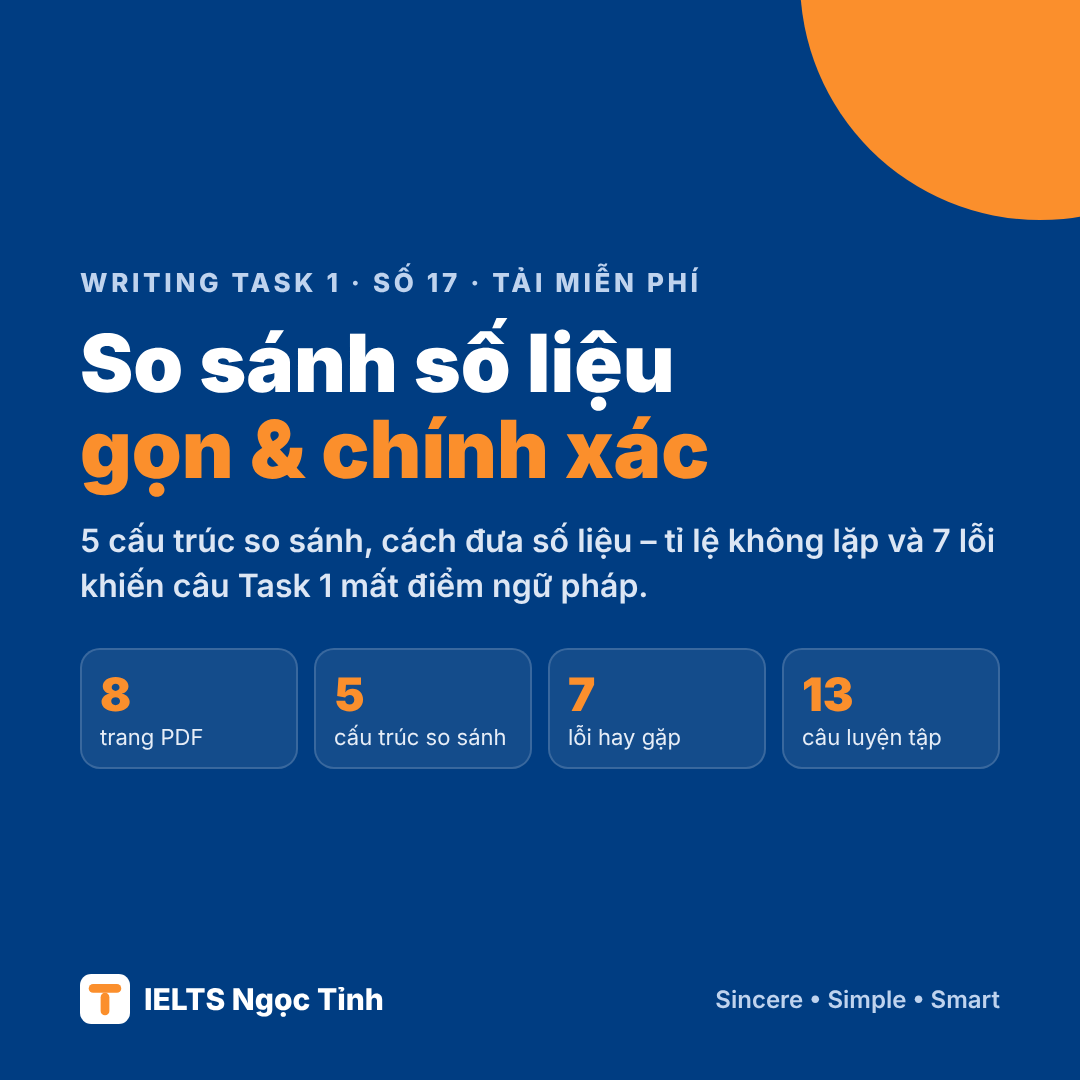 WRITING TASK 1 · SỐ 17 · TẢI MIỄN PHÍ
So sánh số liệu
gọn & chính xác
5 cấu trúc so sánh, cách đưa số liệu – tỉ lệ không lặp và 7 lỗi
khiến câu Task 1 mất điểm ngữ pháp.
8
trang PDF
5
cấu trúc so sánh
7
lỗi hay gặp
13
câu luyện tập
IELTS Ngọc Tỉnh
Sincere • Simple • Smart